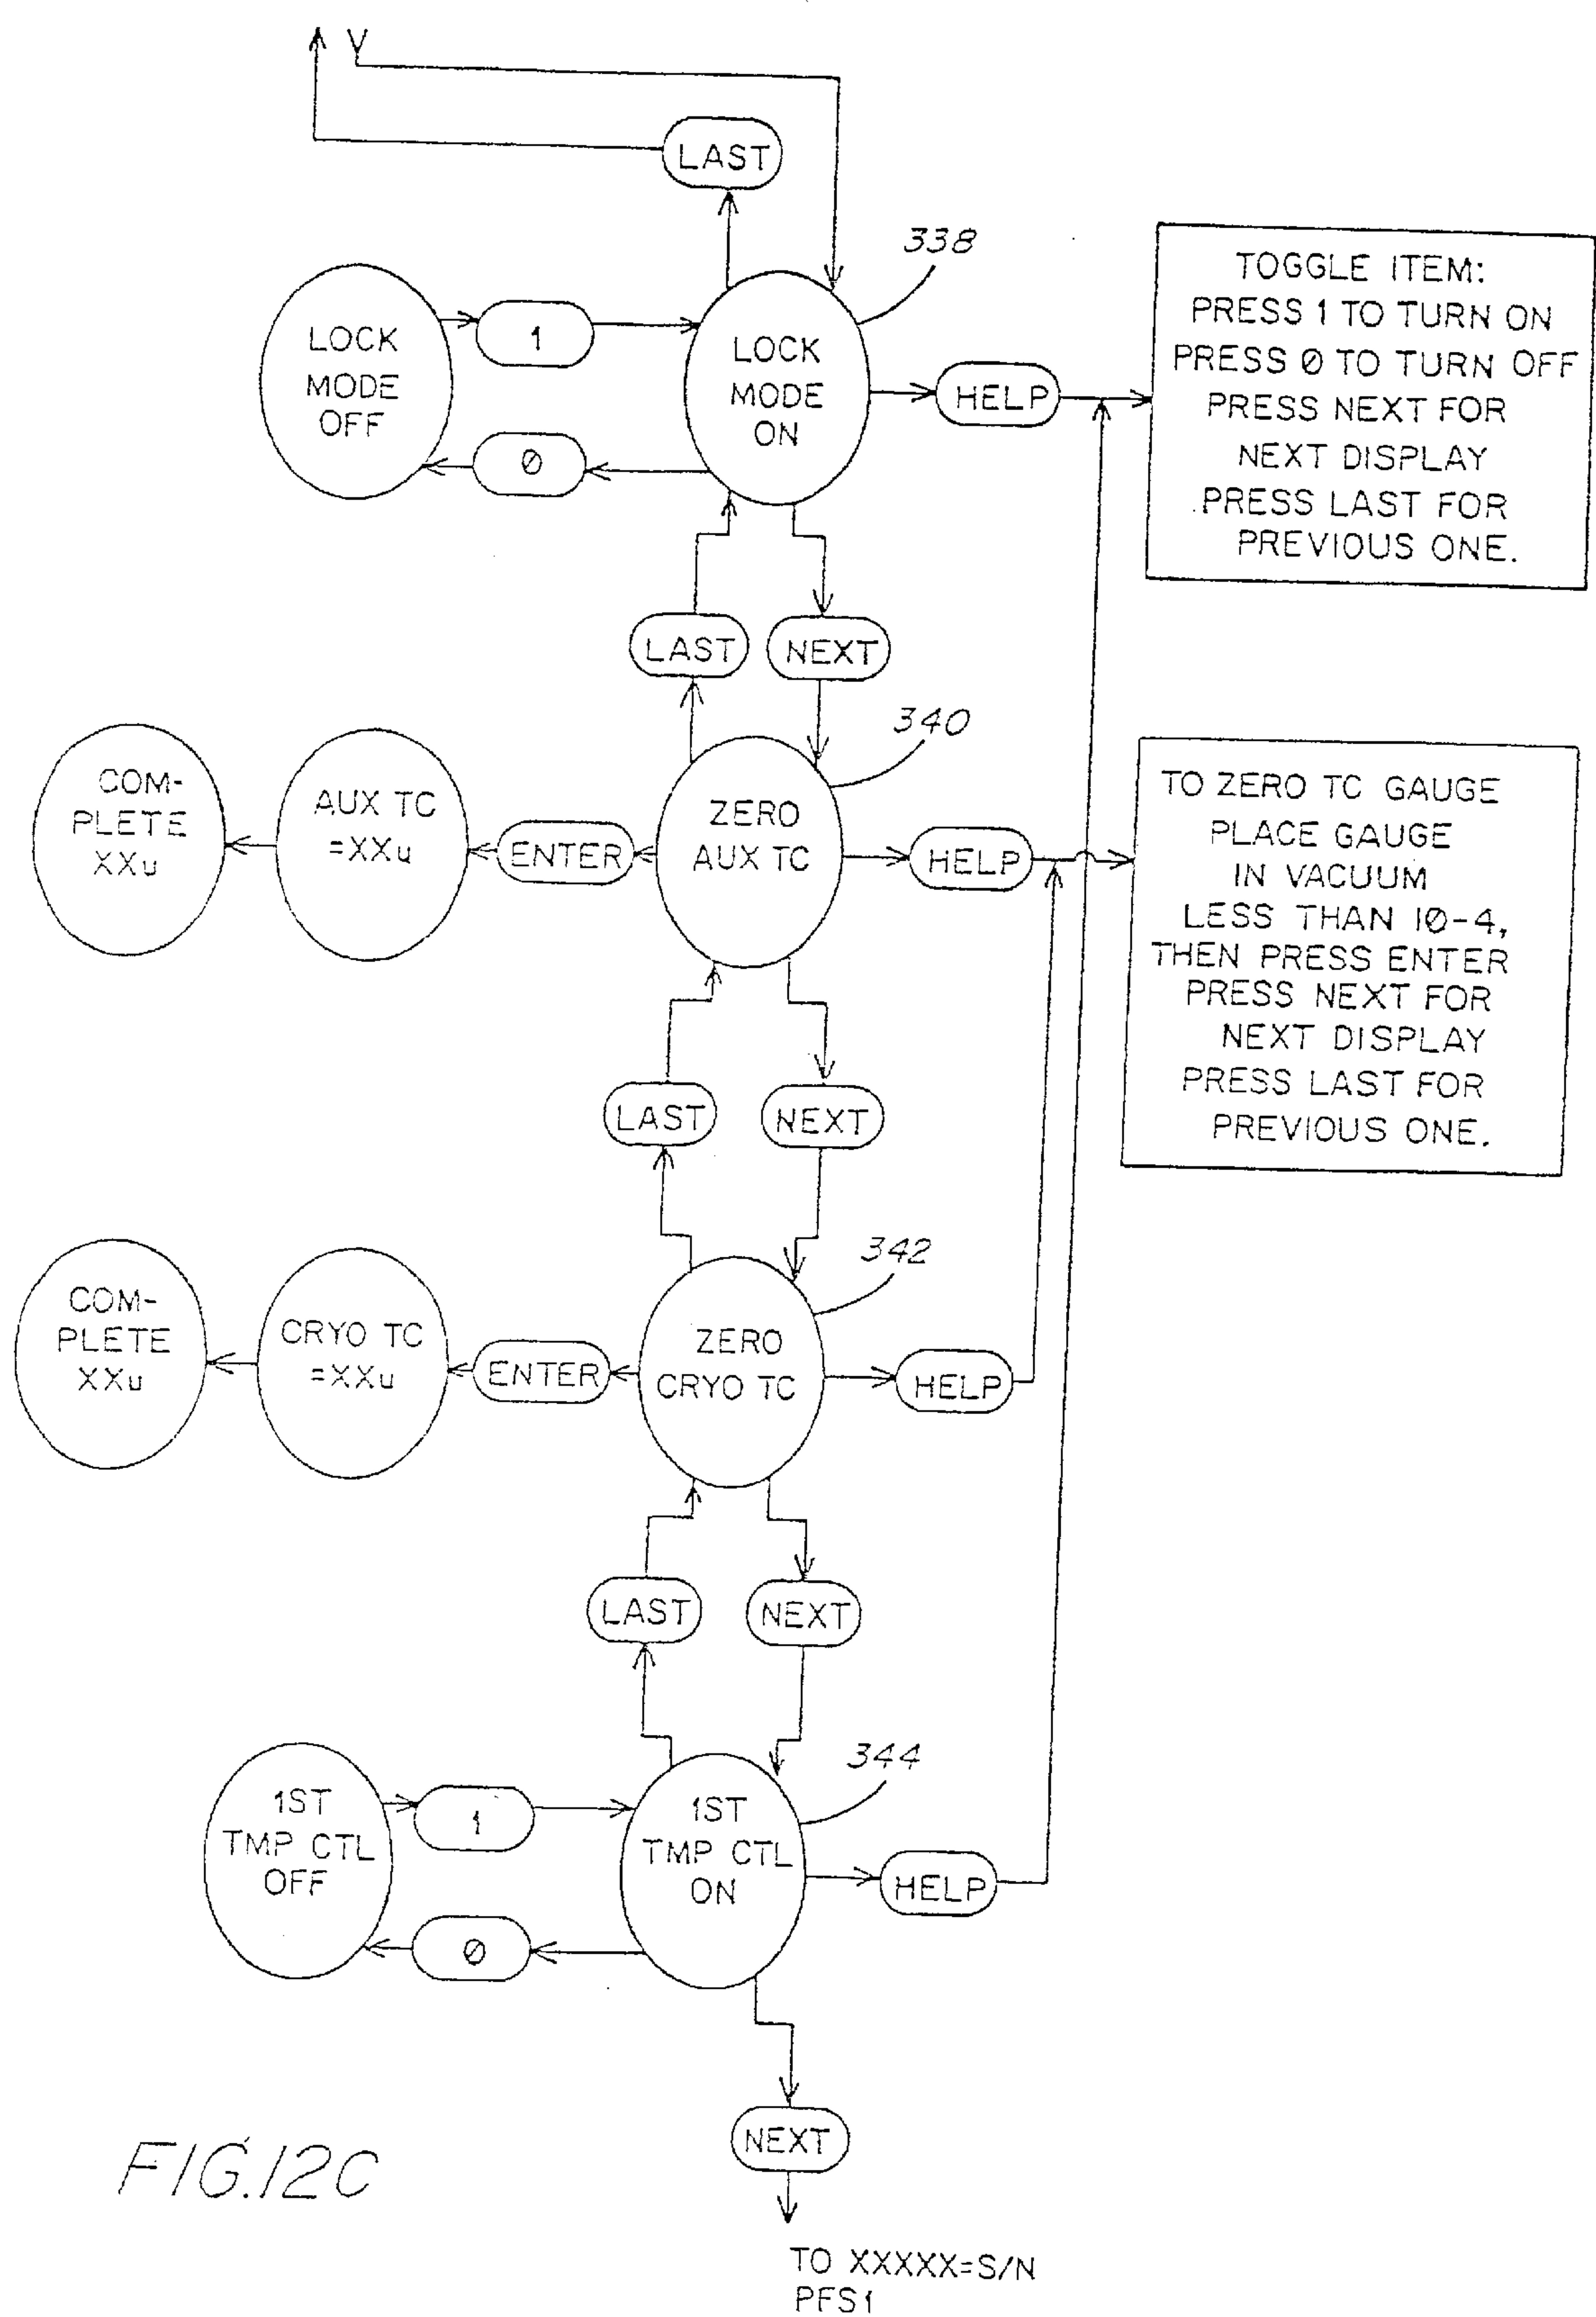 LAST
338
LOCK
MODE
OFF
1
LOCK
MODE
ON
0
HELP
TOGGLE ITEM:
PRESS 1 TO TURN ON
PRESS 0 TO TURN OFF
PRESS NEXT FOR
NEXT DISPLAY
PRESS LAST FOR
PREVIOUS ONE.
LAST
NEXT
340
COM-
PLETE
XXu
AUX TC
=XXu
ENTER
ZERO
AUX TC
HELP
TO ZERO TC GAUGE
PLACE GAUGE
IN VACUUM
LESS THAN 10-4,
THEN PRESS ENTER
PRESS NEXT FOR
NEXT DISPLAY
PRESS LAST FOR
PREVIOUS ONE.
LAST
NEXT
342
COM-
PLETE
XXu
CRYO TC
=XXu
ENTER
ZERO
CRYO TC
HELP
LAST
NEXT
344
1ST
TMP CTL
OFF
1
1ST
TMP CTL
ON
0
HELP
NEXT
FIG.12C
TO XXXXX=S/N
PFS1